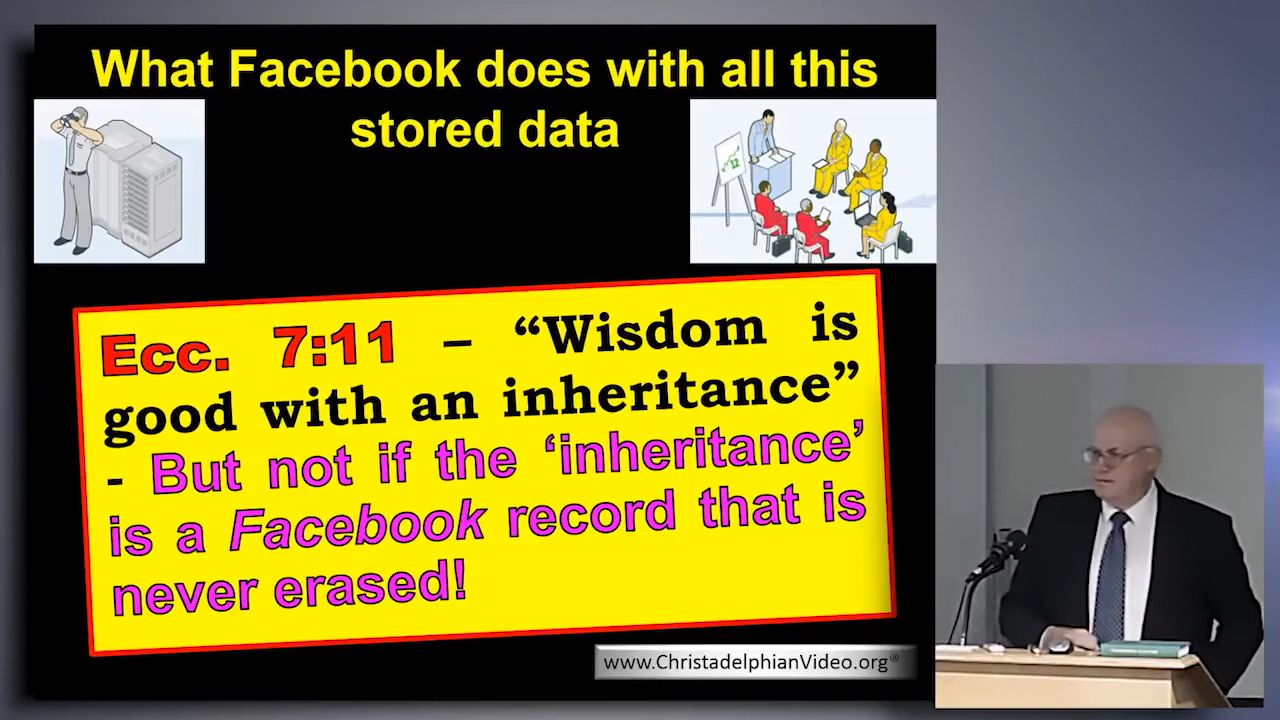 What Facebook does with all this
stored data
12
Ecc. 7:11 – “Wisdom is
good with an inheritance”
- But not if the ‘inheritance’
is a Facebook record that is
never erased!
www.ChristadelphianVideo.org®